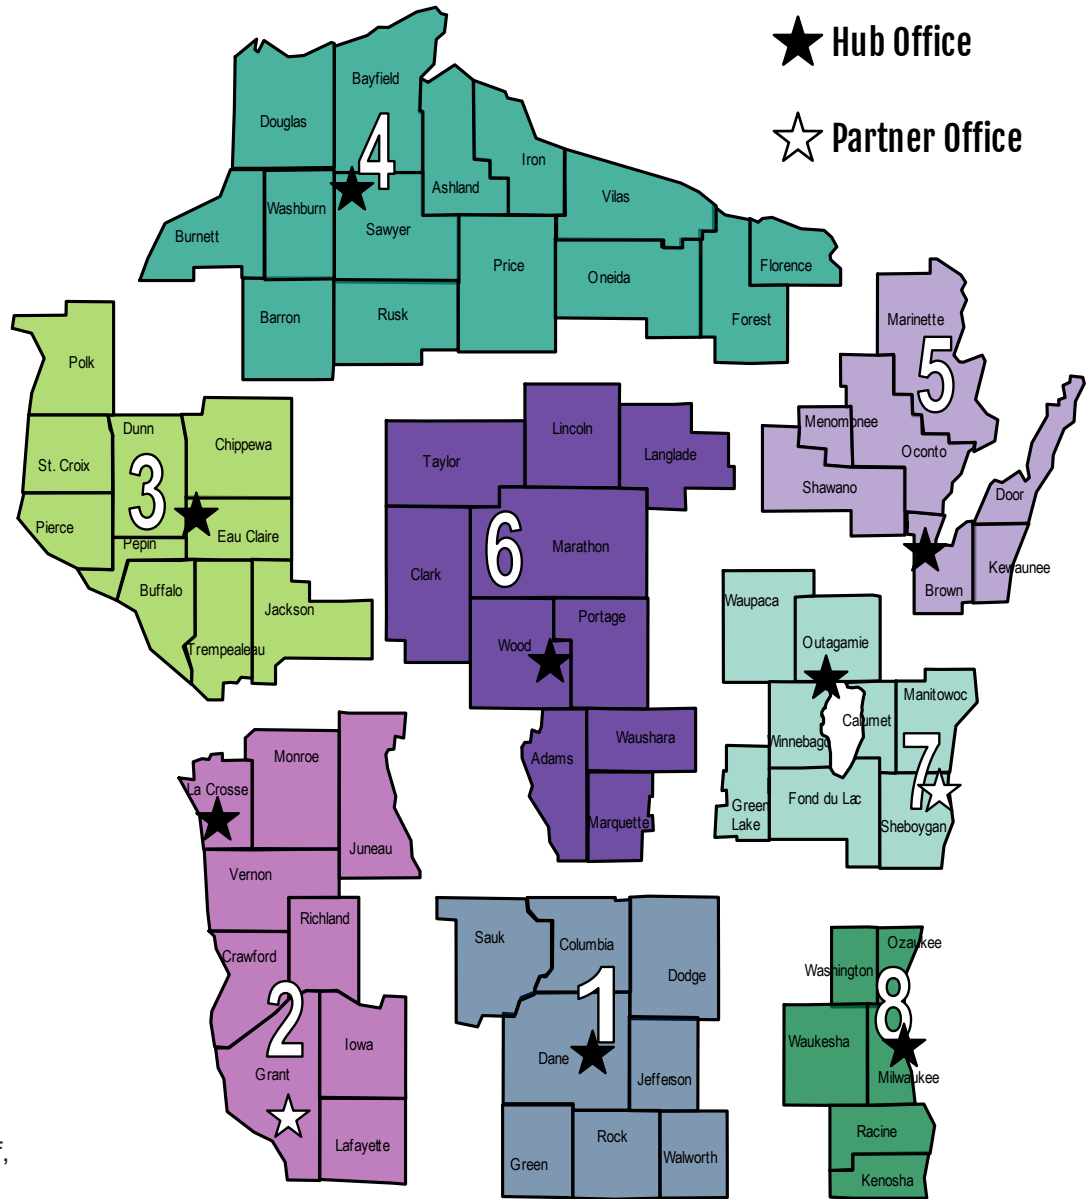 Hub Office
Partner Office
Bayfield
Douglas
4
Iron
Ashland
Vilas
Washburn
Sawyer
Burnett
Price
Oneida
Florence
Barron
Rusk
Forest
Polk
Dunn
Chippewa
St. Croix
3
Pierce
Eau Claire
Pepin
Buffalo
Jackson
Trempealeau
Lincoln
Taylor
Langlade
6
Marathon
Clark
Portage
Wood
Waushara
Adams
Marquette
Marinette
5
Menomonee
Oconto
Shawano
Door
Kewaunee
Brown
Waupaca
Outagamie
Manitowoc
Calumet
Winnebago
7
Fond du Lac
Green
Lake
Sheboygan
Monroe
La Crosse
Juneau
Vernon
Richland
Crawford
2
Iowa
Grant
Lafayette
Sauk
Columbia
Dodge
1
Dane
Jefferson
Rock
Green
Walworth
Ozaukee
Washington
8
Waukesha
Milwaukee
Racine
Kenosha